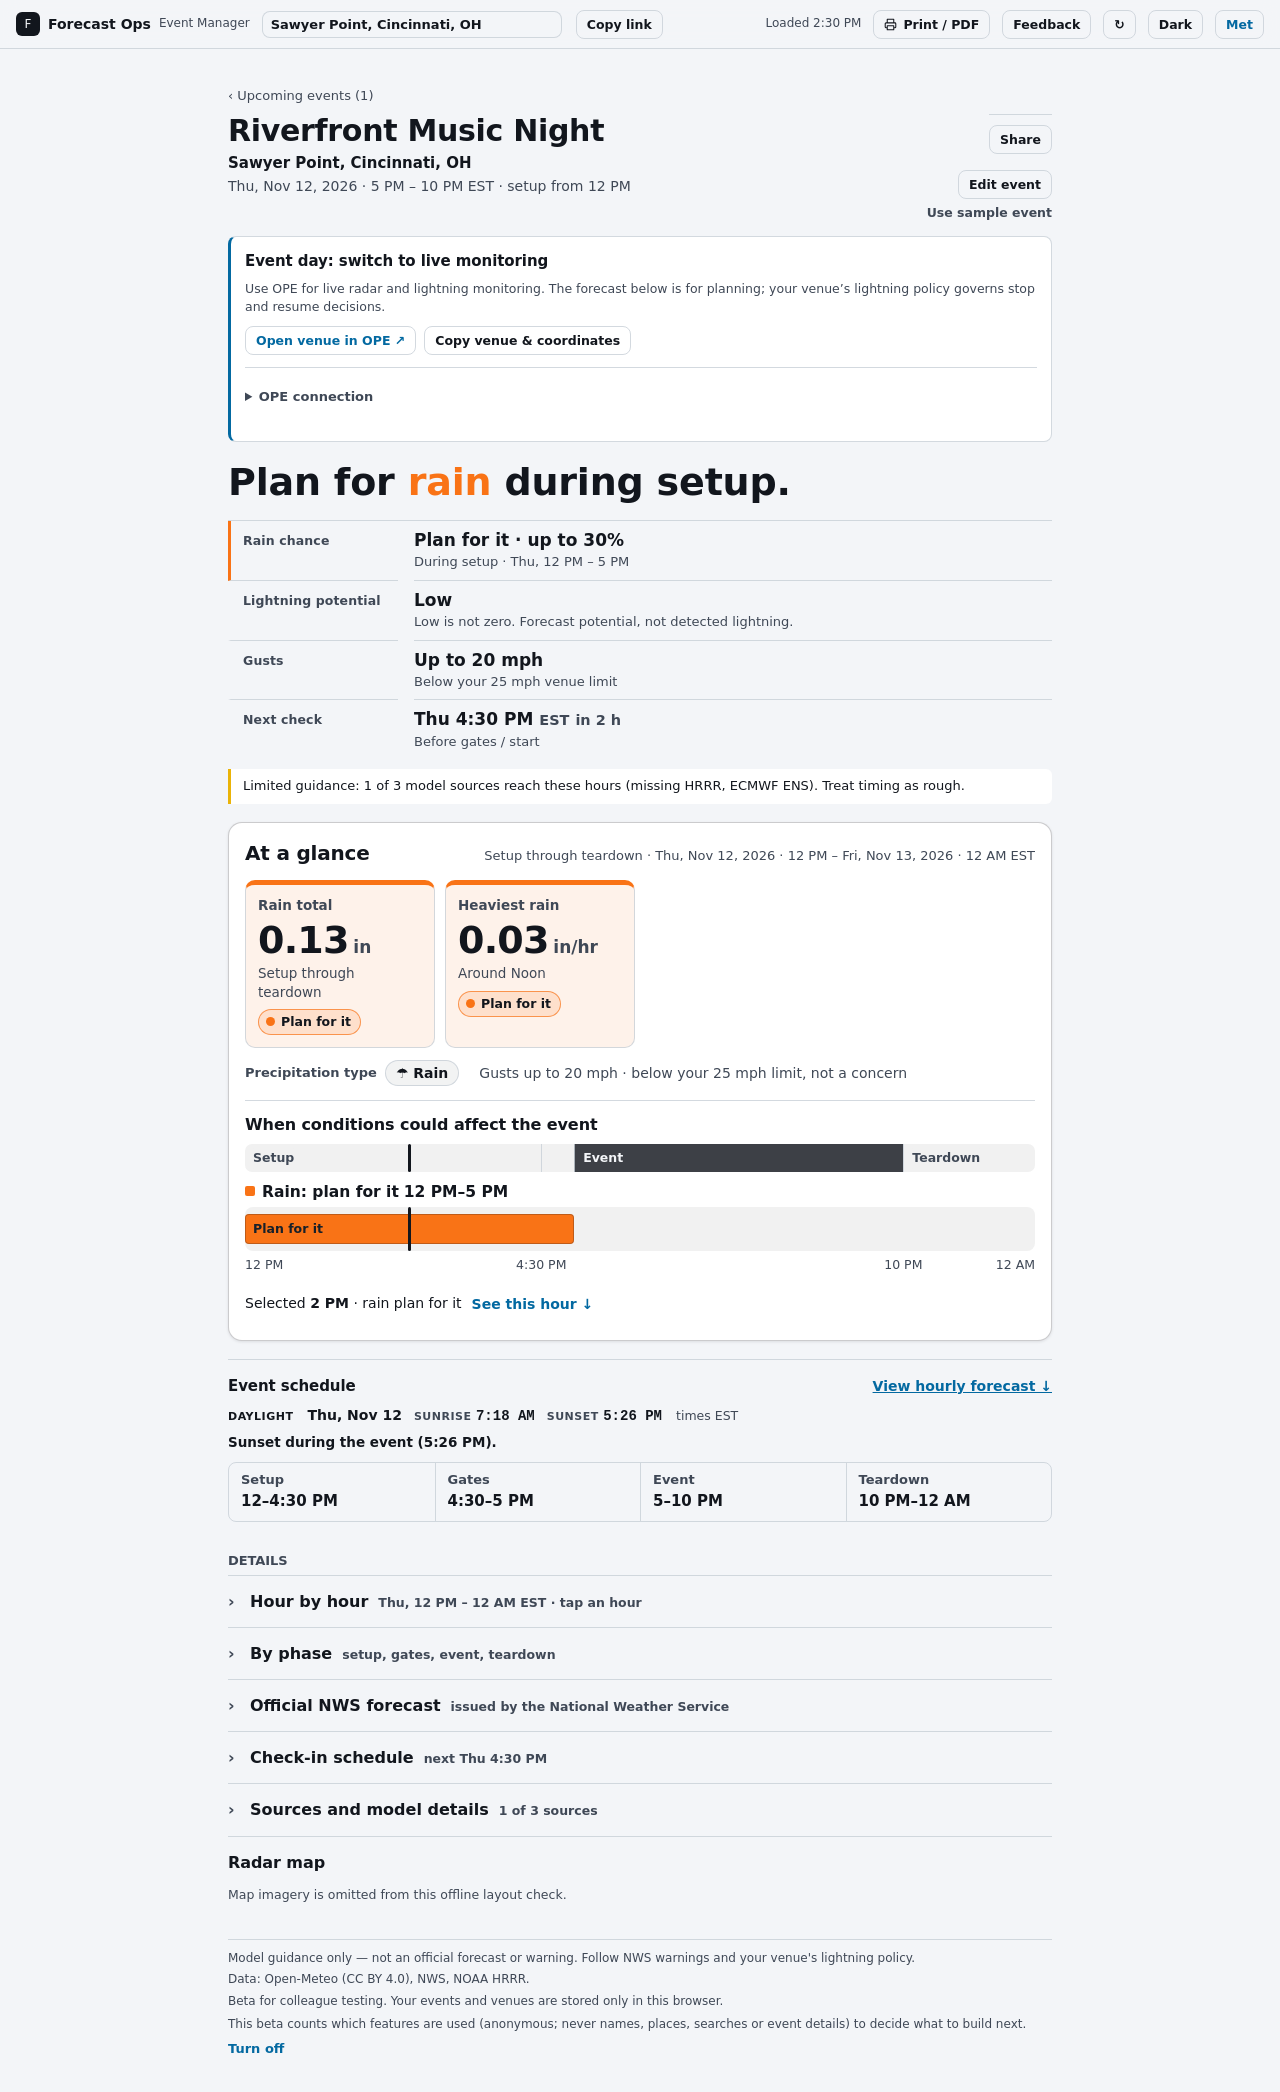 F Forecast Ops Event Manager Sawyer Point, Cincinnati, OH Copy link Loaded 2:30 PM Print / PDF Feedback ↻ Dark Met
‹ Upcoming events (1)
Riverfront Music Night
Sawyer Point, Cincinnati, OH
Thu, Nov 12, 2026 · 5 PM – 10 PM EST · setup from 12 PM
Share
Edit event
Use sample event
Event day: switch to live monitoring
Use OPE for live radar and lightning monitoring. The forecast below is for planning; your venue’s lightning policy governs stop
and resume decisions.
Open venue in OPE ↗ Copy venue & coordinates
▶ OPE connection
Plan for rain during setup.
Rain chance Plan for it · up to 30%
During setup · Thu, 12 PM – 5 PM
Lightning potential Low
Low is not zero. Forecast potential, not detected lightning.
Gusts Up to 20 mph
Below your 25 mph venue limit
Next check Thu 4:30 PM EST in 2 h
Before gates / start
Limited guidance: 1 of 3 model sources reach these hours (missing HRRR, ECMWF ENS). Treat timing as rough.
At a glance Setup through teardown · Thu, Nov 12, 2026 · 12 PM – Fri, Nov 13, 2026 · 12 AM EST
Rain total
0.13 in
Setup through
teardown
Plan for it
Heaviest rain
0.03 in/hr
Around Noon
Plan for it
Precipitation type ☂ Rain Gusts up to 20 mph · below your 25 mph limit, not a concern
When conditions could affect the event
Setup Event Teardown
Rain: plan for it 12 PM–5 PM
Plan for it
12 PM 4:30 PM 10 PM 12 AM
Selected 2 PM · rain plan for it See this hour ↓
Event schedule View hourly forecast ↓
DAYLIGHT Thu, Nov 12 SUNRISE 7:18 AM SUNSET 5:26 PM times EST
Sunset during the event (5:26 PM).
Setup Gates Event Teardown
12–4:30 PM 4:30–5 PM 5–10 PM 10 PM–12 AM
DETAILS
› Hour by hour Thu, 12 PM – 12 AM EST · tap an hour
› By phase setup, gates, event, teardown
› Official NWS forecast issued by the National Weather Service
› Check-in schedule next Thu 4:30 PM
› Sources and model details 1 of 3 sources
Radar map
Map imagery is omitted from this offline layout check.
Model guidance only — not an official forecast or warning. Follow NWS warnings and your venue's lightning policy.
Data: Open-Meteo (CC BY 4.0), NWS, NOAA HRRR.
Beta for colleague testing. Your events and venues are stored only in this browser.
This beta counts which features are used (anonymous; never names, places, searches or event details) to decide what to build next.
Turn off